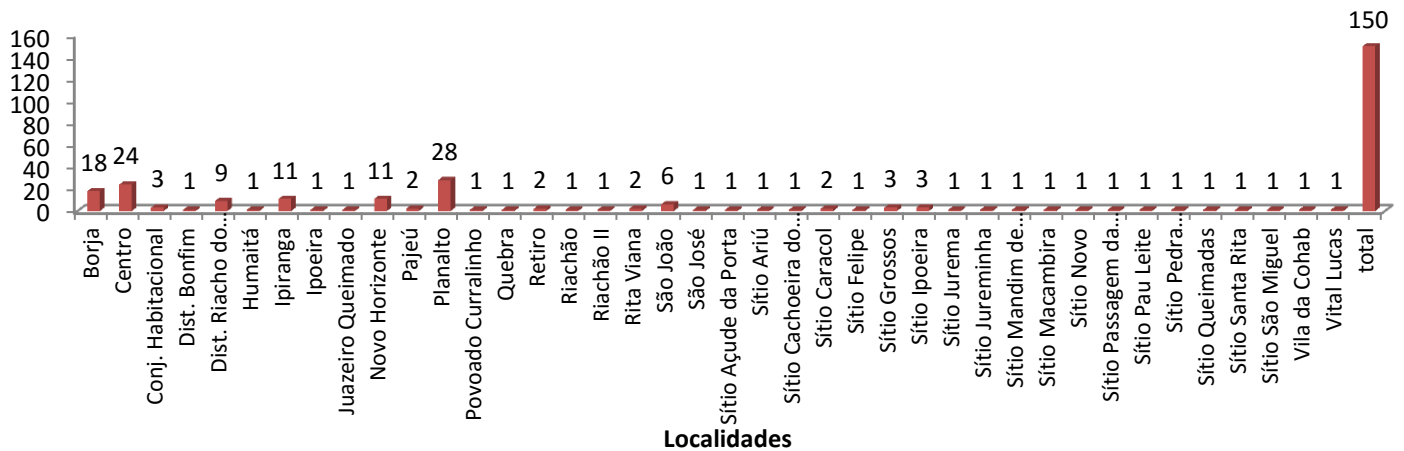 150
160
140
120
100
80
60
40
20
0
18
24
3
1
9
1
11
1
1
11
2
28
1
1
2
1
1
2
6
1
1
1
1
2
1
3
3
1
1
1
1
1
1
1
1
1
1
1
1
1
Borja
Centro
Conj. Habitacional
Dist. Bonfim
Dist. Riacho do…
Humaitá
Ipiranga
Ipoeira
Juazeiro Queimado
Novo Horizonte
Pajeú
Planalto
Povoado Curralinho
Quebra
Retiro
Riachão
Riachão II
Rita Viana
São João
São José
Sítio Açude da Porta
Sítio Ariú
Sítio Cachoeira do…
Sítio Caracol
Sítio Felipe
Sítio Grossos
Sítio Ipoeira
Sítio Jurema
Sítio Jureminha
Sítio Mandim de…
Sítio Macambira
Sítio Novo
Sítio Passagem da…
Sítio Pau Leite
Sítio Pedra…
Sítio Queimadas
Sítio Santa Rita
Sítio São Miguel
Vila da Cohab
Vital Lucas
total
Localidades